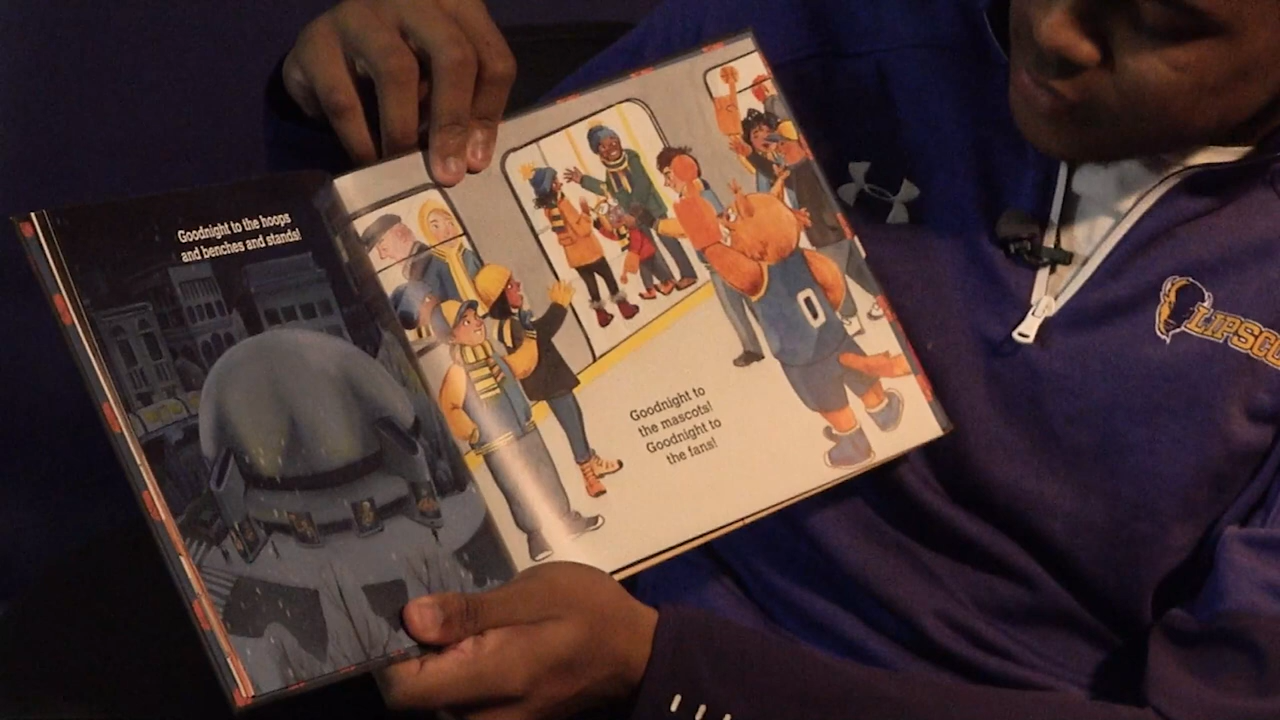 Goodnight to the hoops
and benches and stands!
Goodnight to
the mascots!
Goodnight to
the fans!
0
LIPSCO